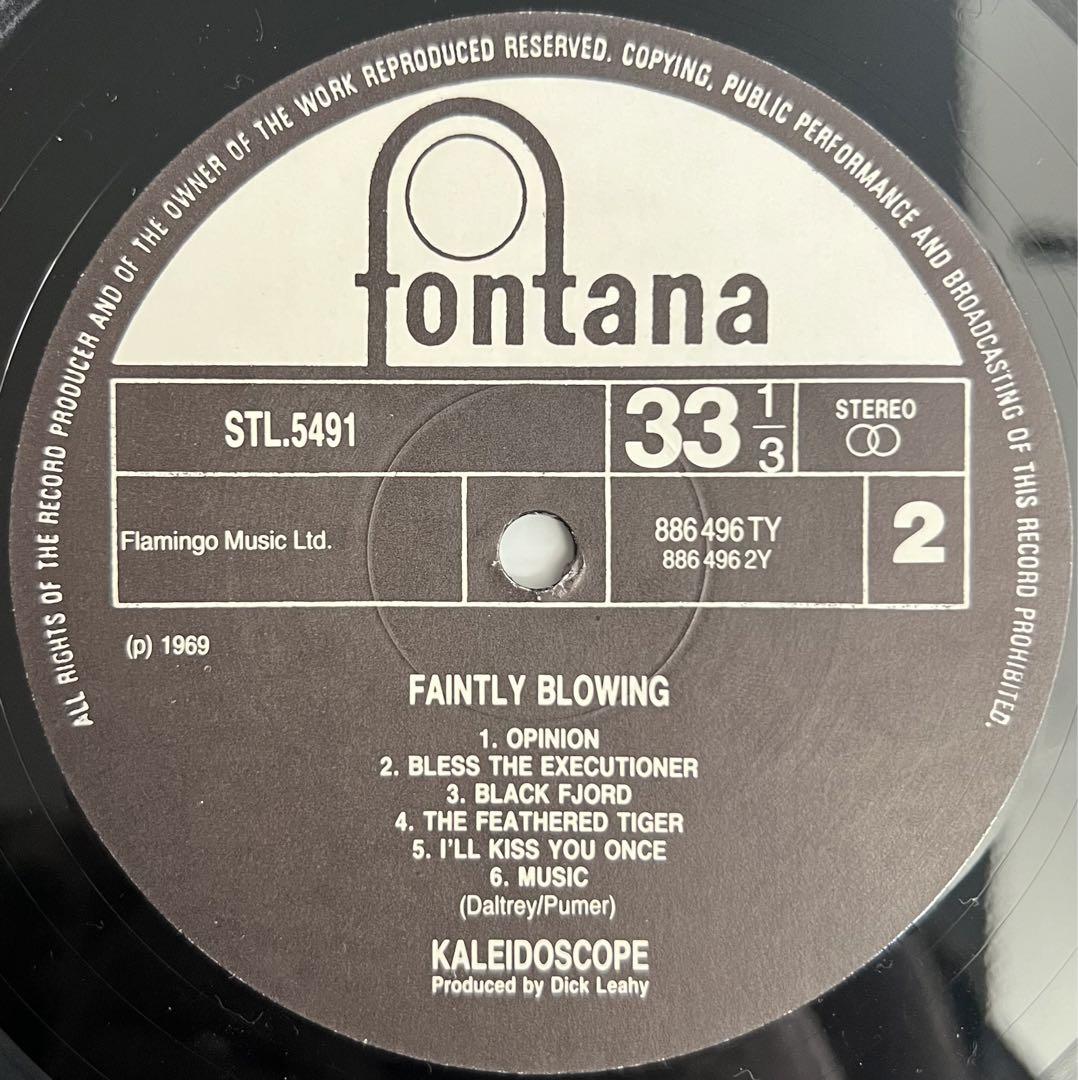 ALL RIGHTS OF THE RECORD PRODUCER AND OF THE OWNER OF THE WORK REPRODUCED RESERVED. COPYING, PUBLIC PERFORMANCE AND BROADCASTING OF THIS RECORD PROHIBITED.
fontana
STL.5491
33 1/3
STEREO
Flamingo Music Ltd.
886 496 TY
886 496 2Y
2
(p) 1969
FAINTLY BLOWING
1. OPINION
2. BLESS THE EXECUTIONER
3. BLACK FJORD
4. THE FEATHERED TIGER
5. I'LL KISS YOU ONCE
6. MUSIC
(Daltrey/Pumer)
KALEIDOSCOPE
Produced by Dick Leahy